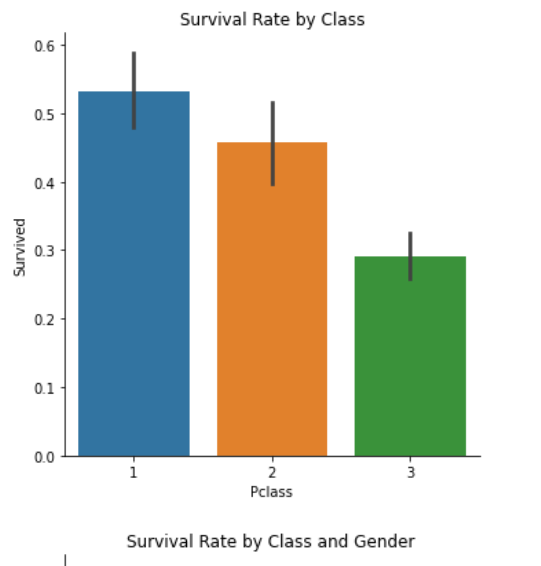 Survival Rate by Class
0.6
0.5
0.4
0.3
0.2
0.1
0.0
Survived
1 2 3
Pclass
Survival Rate by Class and Gender